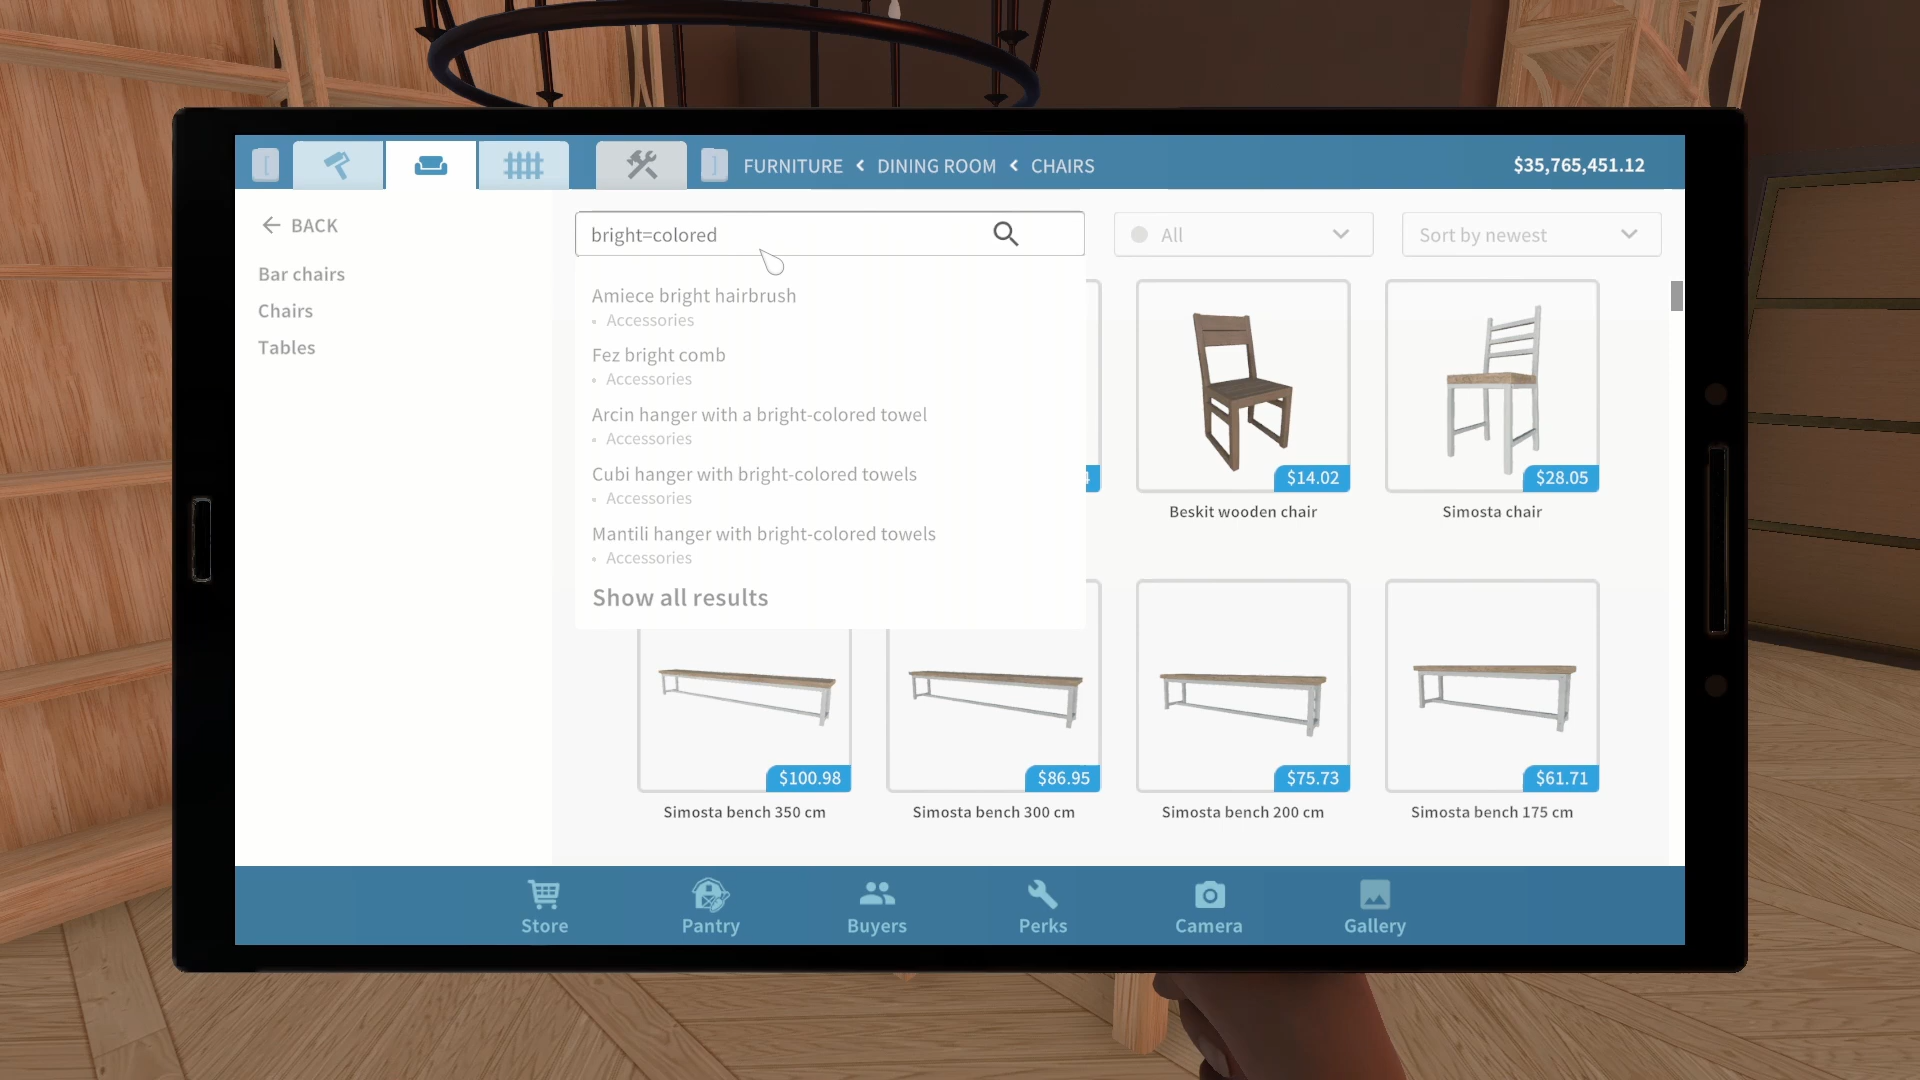 [
]
FURNITURE < DINING ROOM < CHAIRS
$35,765,451.12
BACK
Bar chairs
Chairs
Tables
bright=colored
All
Sort by newest
Amiece bright hairbrush
• Accessories
Fez bright comb
• Accessories
Arcin hanger with a bright-colored towel
• Accessories
Cubi hanger with bright-colored towels
• Accessories
Mantili hanger with bright-colored towels
• Accessories
Show all results
$14.02
Beskit wooden chair
$28.05
Simosta chair
$100.98
Simosta bench 350 cm
$86.95
Simosta bench 300 cm
$75.73
Simosta bench 200 cm
$61.71
Simosta bench 175 cm
Store
Pantry
Buyers
Perks
Camera
Gallery